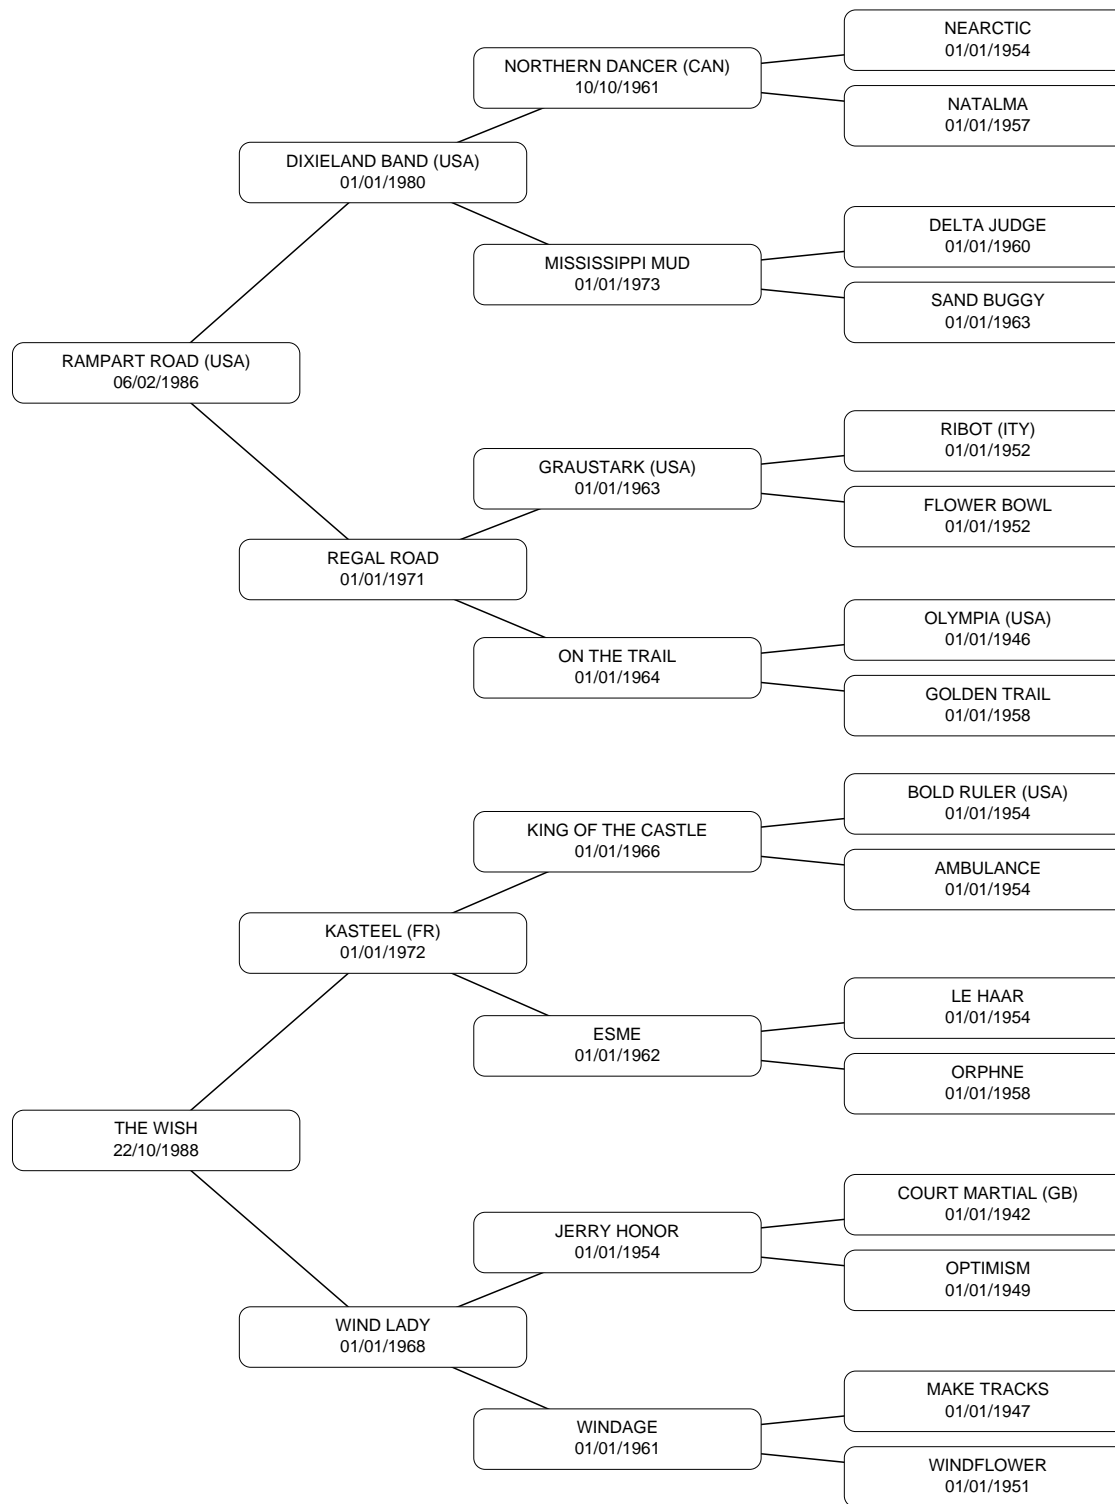 NEARCTIC
01/01/1954
NORTHERN DANCER (CAN)
10/10/1961
NATALMA
01/01/1957
DIXIELAND BAND (USA)
01/01/1980
DELTA JUDGE
01/01/1960
MISSISSIPPI MUD
01/01/1973
SAND BUGGY
01/01/1963
RAMPART ROAD (USA)
06/02/1986
RIBOT (ITY)
01/01/1952
GRAUSTARK (USA)
01/01/1963
FLOWER BOWL
01/01/1952
REGAL ROAD
01/01/1971
OLYMPIA (USA)
01/01/1946
ON THE TRAIL
01/01/1964
GOLDEN TRAIL
01/01/1958
BOLD RULER (USA)
01/01/1954
KING OF THE CASTLE
01/01/1966
AMBULANCE
01/01/1954
KASTEEL (FR)
01/01/1972
LE HAAR
01/01/1954
ESME
01/01/1962
ORPHNE
01/01/1958
THE WISH
22/10/1988
COURT MARTIAL (GB)
01/01/1942
JERRY HONOR
01/01/1954
OPTIMISM
01/01/1949
WIND LADY
01/01/1968
MAKE TRACKS
01/01/1947
WINDAGE
01/01/1961
WINDFLOWER
01/01/1951